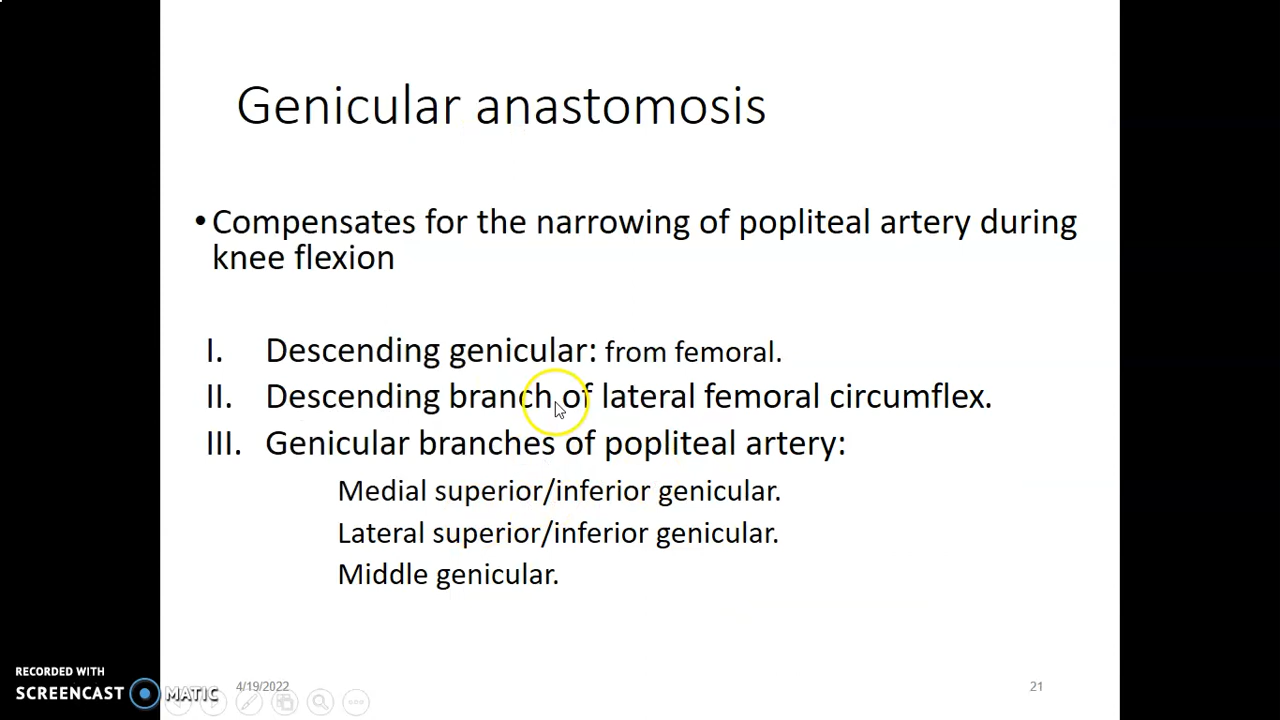 Genicular anastomosis
• Compensates for the narrowing of popliteal artery during
knee flexion
I. Descending genicular: from femoral.
II. Descending branch of lateral femoral circumflex.
III. Genicular branches of popliteal artery:
Medial superior/inferior genicular.
Lateral superior/inferior genicular.
Middle genicular.
RECORDED WITH
SCREENCAST MATIC
4/19/2022
21